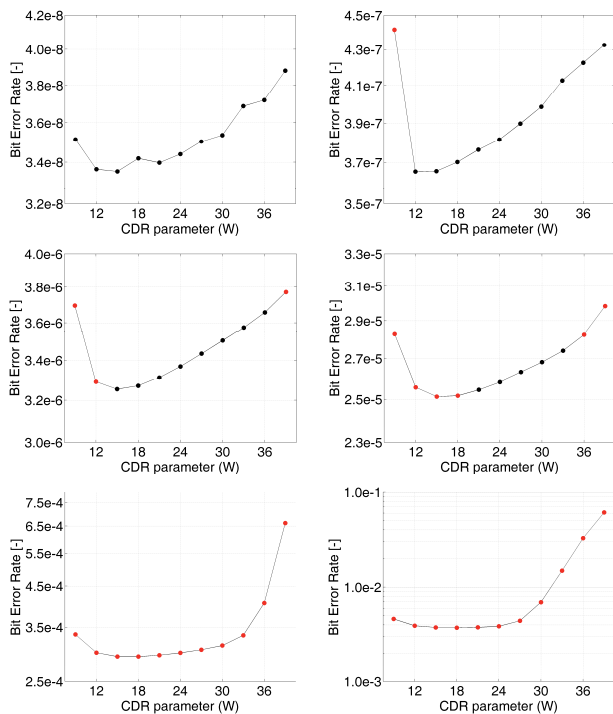 4.2e-8
4.0e-8
3.8e-8
3.6e-8
3.4e-8
3.2e-8
Bit Error Rate [-]
12 18 24 30 36
CDR parameter (W)
4.5e-7
4.3e-7
4.1e-7
3.9e-7
3.7e-7
3.5e-7
Bit Error Rate [-]
12 18 24 30 36
CDR parameter (W)
4.0e-6
3.8e-6
3.6e-6
3.4e-6
3.2e-6
3.0e-6
Bit Error Rate [-]
12 18 24 30 36
CDR parameter (W)
3.3e-5
3.1e-5
2.9e-5
2.7e-5
2.5e-5
2.3e-5
Bit Error Rate [-]
12 18 24 30 36
CDR parameter (W)
7.5e-4
6.5e-4
5.5e-4
4.5e-4
3.5e-4
2.5e-4
Bit Error Rate [-]
12 18 24 30 36
CDR parameter (W)
1.0e-1
1.0e-2
1.0e-3
Bit Error Rate [-]
12 18 24 30 36
CDR parameter (W)